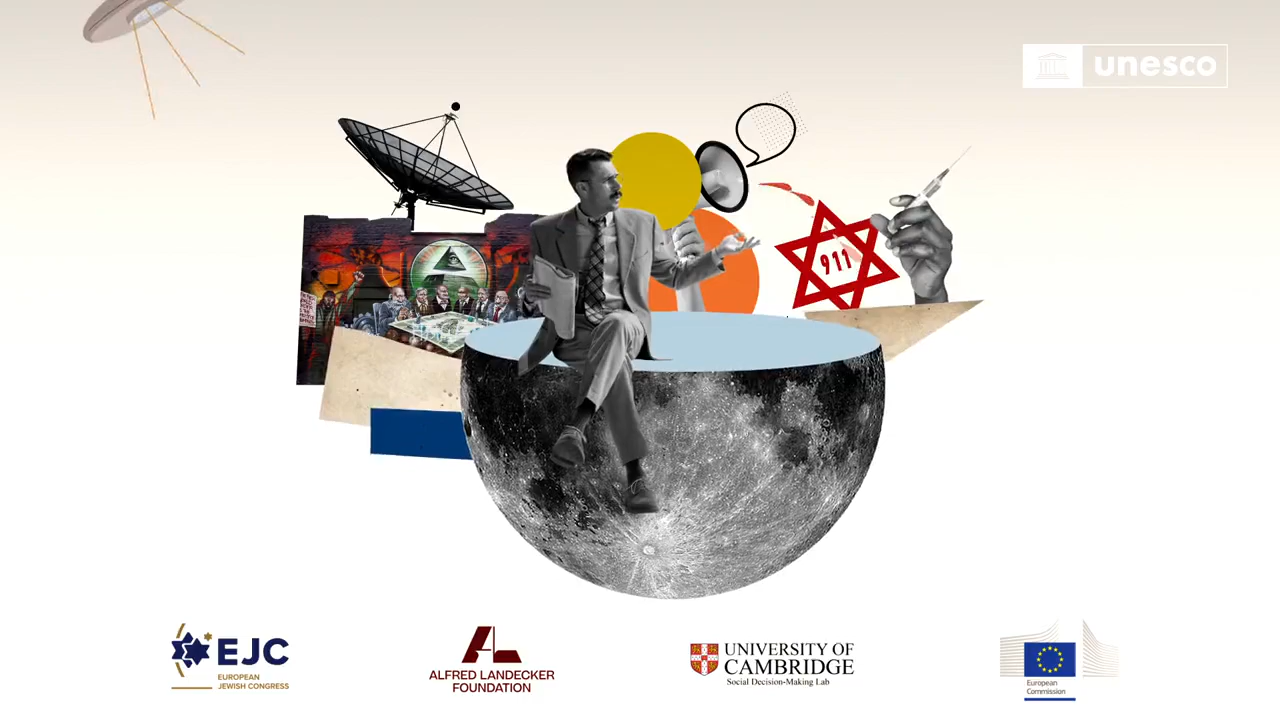 unesco
911
EJC
EUROPEAN
JEWISH CONGRESS
ALFRED LANDECKER
FOUNDATION
UNIVERSITY OF
CAMBRIDGE
Social Decision-Making Lab
European
Commission